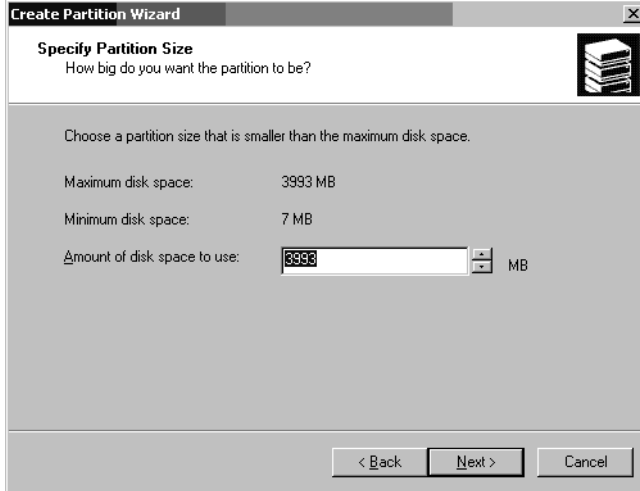 Create Partition Wizard
Specify Partition Size
How big do you want the partition to be?
Choose a partition size that is smaller than the maximum disk space.
Maximum disk space: 3993 MB
Minimum disk space: 7 MB
Amount of disk space to use: 3993 MB
< Back Next > Cancel